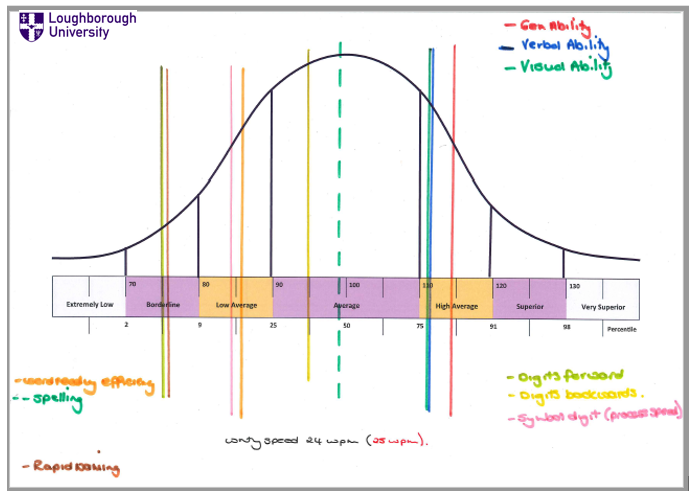 Loughborough
University
- Gen Ability
- Verbal Ability
- Visual Ability
70 80 90 100 110 120 130
Extremely Low Borderline Low Average Average High Average Superior Very Superior
2 9 25 50 75 91 98 Percentile
- word reading efficiency
-- spelling
- Digits forward
- Digits backwards.
- Symbol digit (process speed)
speed 24 wpm (25 wpm).
- Rapid naming